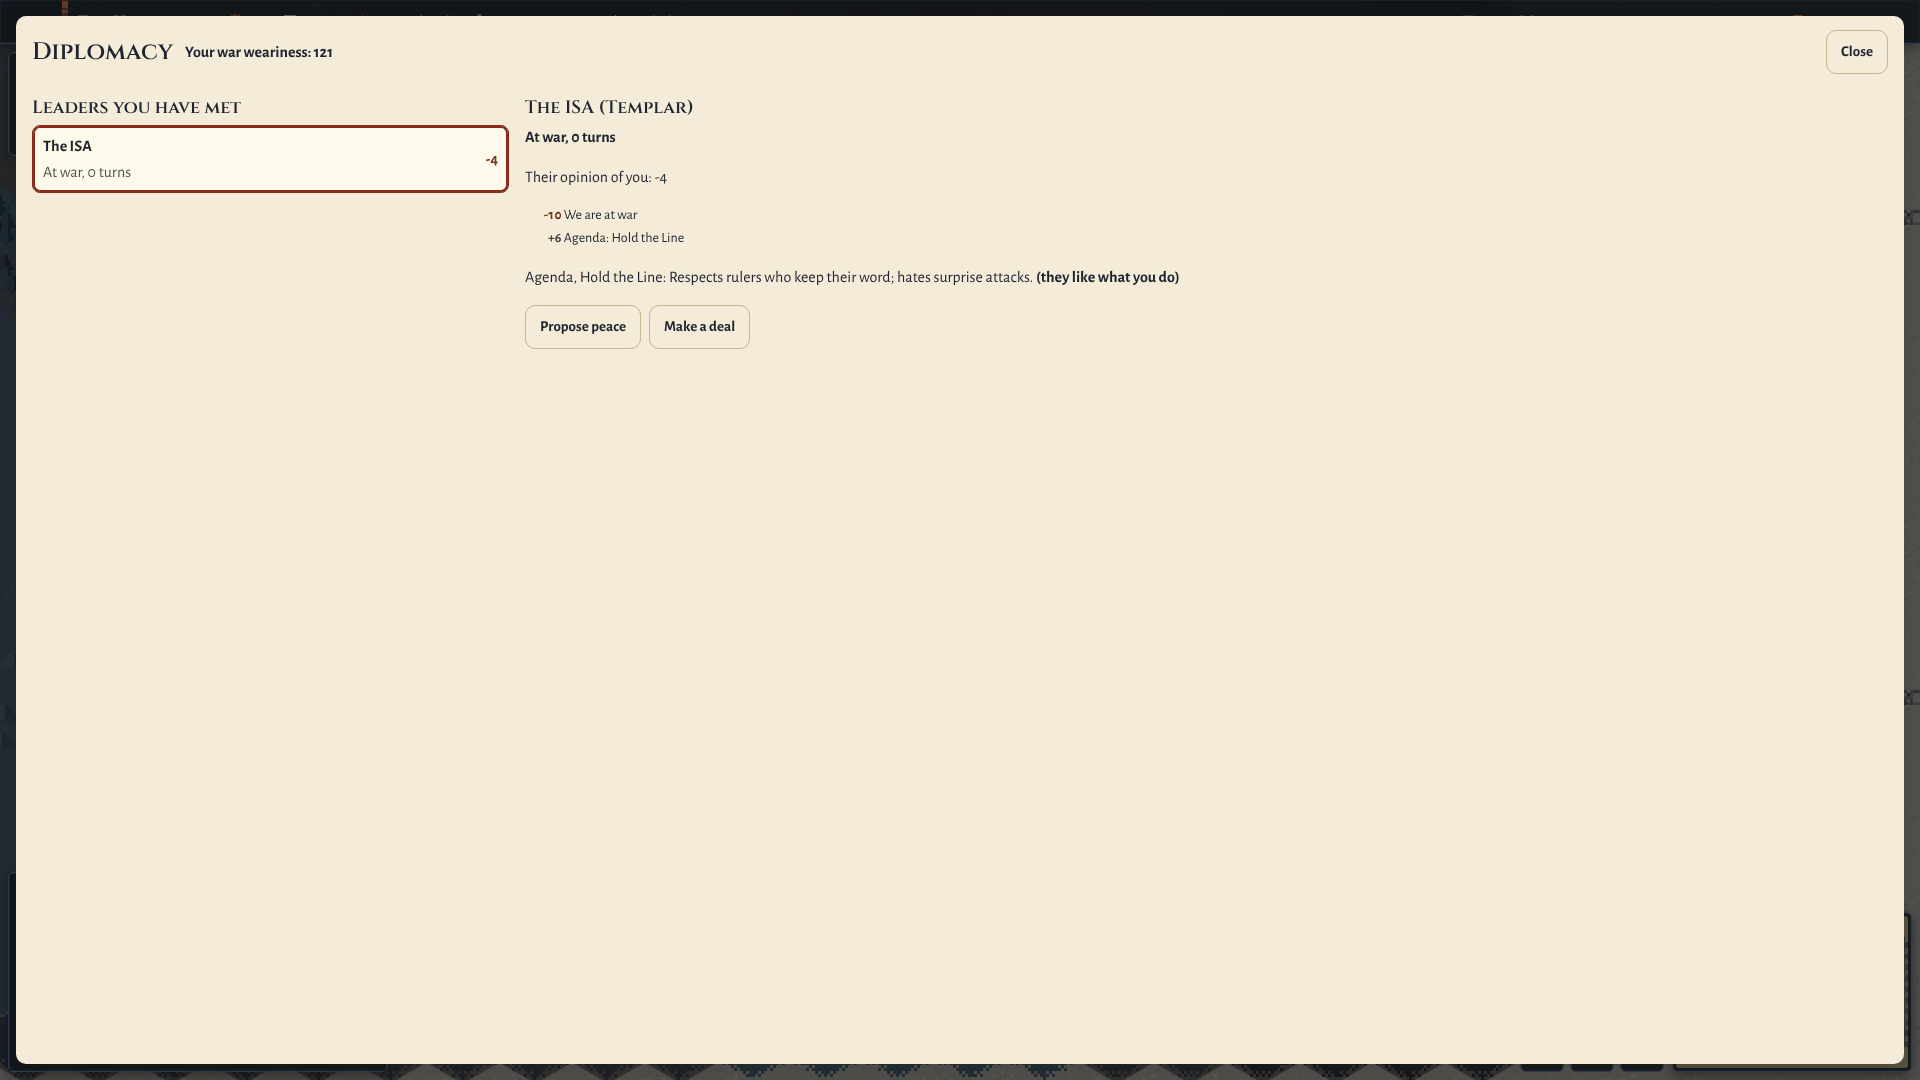 Diplomacy Your war weariness: 121
Close
Leaders you have met
The ISA
At war, 0 turns
-4
The ISA (Templar)
At war, 0 turns
Their opinion of you: -4
-10 We are at war
+6 Agenda: Hold the Line
Agenda, Hold the Line: Respects rulers who keep their word; hates surprise attacks. (they like what you do)
Propose peace
Make a deal